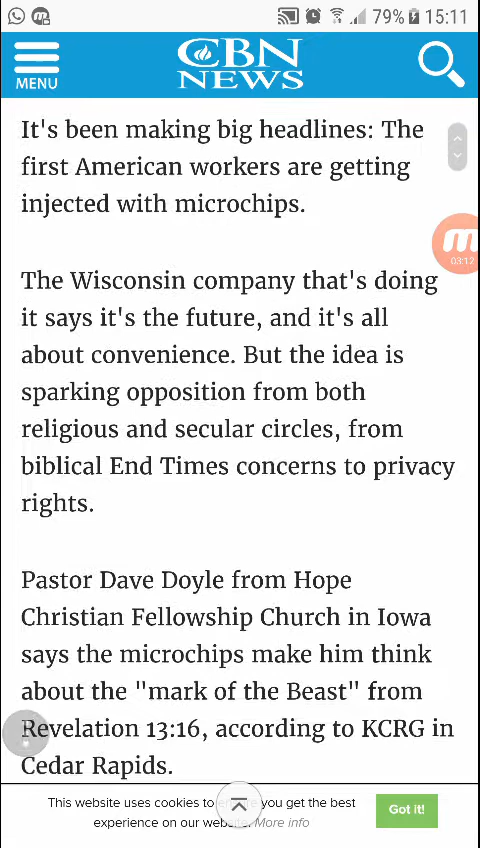 79% 15:11
MENU
CBN
NEWS
It's been making big headlines: The
first American workers are getting
injected with microchips.
03:12
The Wisconsin company that's doing
it says it's the future, and it's all
about convenience. But the idea is
sparking opposition from both
religious and secular circles, from
biblical End Times concerns to privacy
rights.
Pastor Dave Doyle from Hope
Christian Fellowship Church in Iowa
says the microchips make him think
about the "mark of the Beast" from
Revelation 13:16, according to KCRG in
Cedar Rapids.
This website uses cookies to you get the best
experience on our website. More info
Got it!